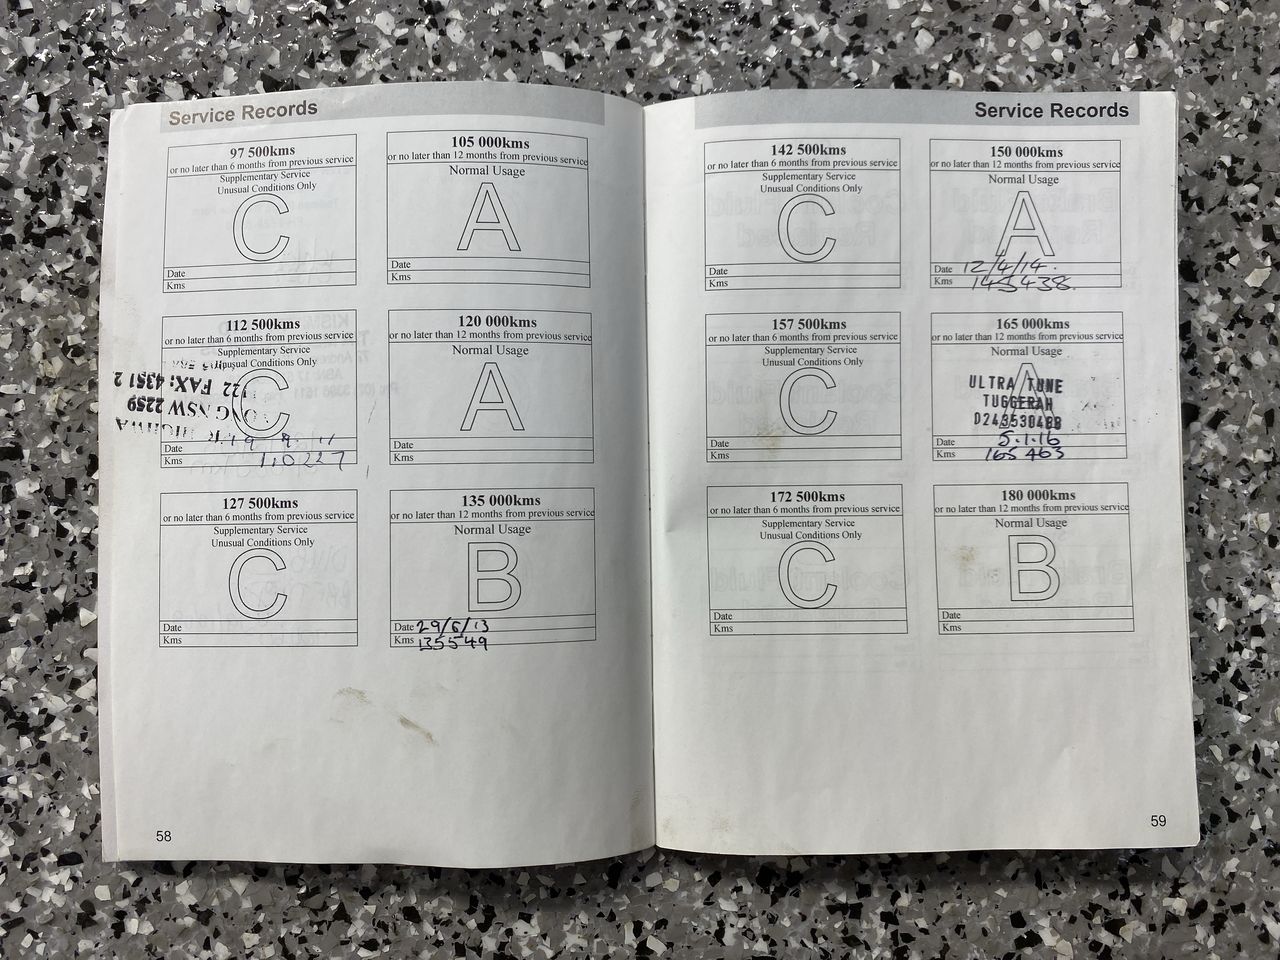 Service Records
97 500kms
or no later than 6 months from previous service
Supplementary Service
Unusual Conditions Only
C
Date
Kms
105 000kms
or no later than 12 months from previous service
Normal Usage
A
Date
Kms
112 500kms
or no later than 6 months from previous service
Supplementary Service
Unusual Conditions Only
C
FAX: 4351 2
ONG NSW 2259
Date 19 9 11
Kms 110227
120 000kms
or no later than 12 months from previous service
Normal Usage
A
Date
Kms
127 500kms
or no later than 6 months from previous service
Supplementary Service
Unusual Conditions Only
C
Date
Kms
135 000kms
or no later than 12 months from previous service
Normal Usage
B
Date 29/6/13
Kms 135549
58
Service Records
142 500kms
or no later than 6 months from previous service
Supplementary Service
Unusual Conditions Only
C
Date
Kms
150 000kms
or no later than 12 months from previous service
Normal Usage
A
Date 12/4/14.
Kms 145438.
157 500kms
or no later than 6 months from previous service
Supplementary Service
Unusual Conditions Only
C
Date
Kms
165 000kms
or no later than 12 months from previous service
Normal Usage
A
ULTRA TUNE
TUGGERAH
Date 5.1.16
Kms 165463
172 500kms
or no later than 6 months from previous service
Supplementary Service
Unusual Conditions Only
C
Date
Kms
180 000kms
or no later than 12 months from previous service
Normal Usage
B
Date
Kms
59